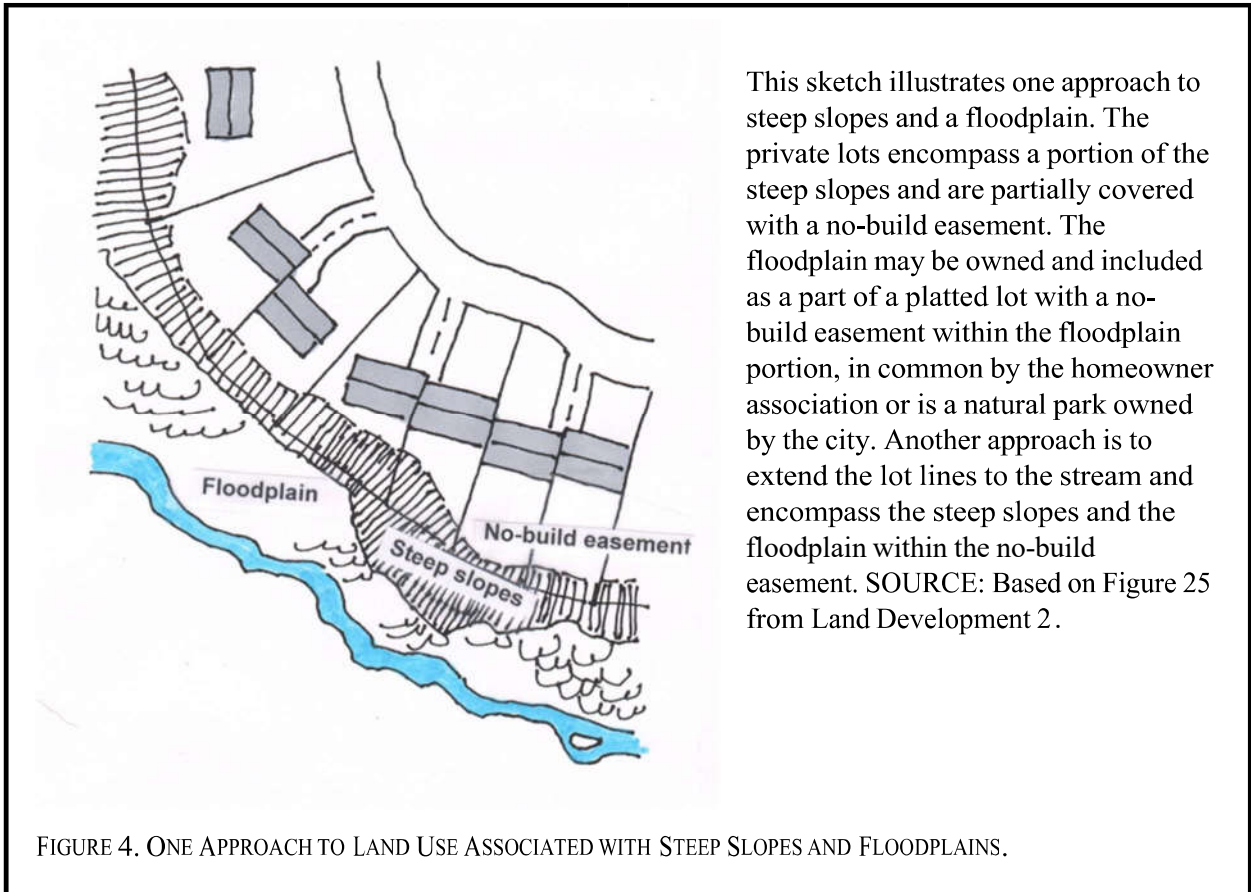 This sketch illustrates one approach to
steep slopes and a floodplain. The
private lots encompass a portion of the
steep slopes and are partially covered
with a no-build easement. The
floodplain may be owned and included
as a part of a platted lot with a no-
build easement within the floodplain
portion, in common by the homeowner
association or is a natural park owned
by the city. Another approach is to
extend the lot lines to the stream and
encompass the steep slopes and the
floodplain within the no-build
easement. SOURCE: Based on Figure 25
from Land Development 2.
Floodplain
No-build easement
Steep slopes
FIGURE 4. ONE APPROACH TO LAND USE ASSOCIATED WITH STEEP SLOPES AND FLOODPLAINS.